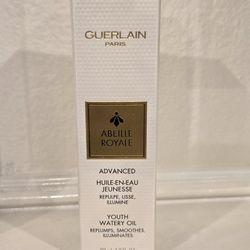 GUERLAIN
PARIS
ABEILLE
ROYALE
ADVANCED
HUILE-EN-EAU
JEUNESSE
REPULPE, LISSE,
ILLUMINE
YOUTH
WATERY OIL
REPLUMPS, SMOOTHES,
ILLUMINATES